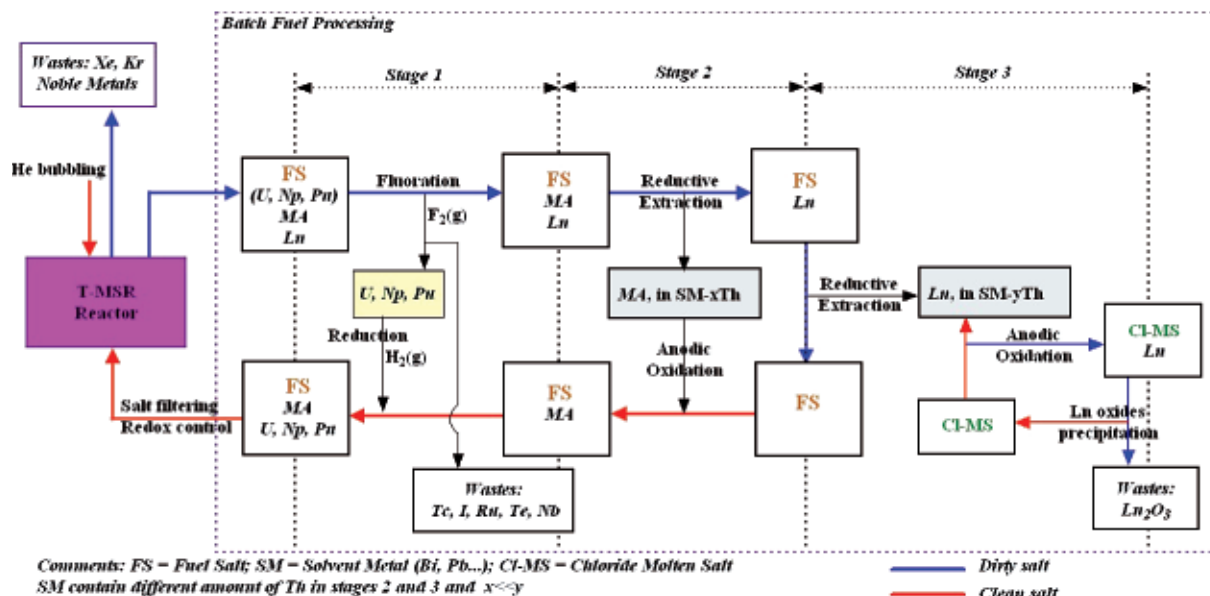 Batch Fuel Processing
Wastes: Xe, Kr
Noble Metals
Stage 1
Stage 2
Stage 3
He bubbling
FS
(U, Np, Pu)
MA
Ln
Fluoration
F2(g)
FS
MA
Ln
Reductive
Extraction
FS
Ln
T-MSR
Reactor
U, Np, Pu
MA, in SM-xTh
Reductive
Extraction
Ln, in SM-yTh
Reduction
H2(g)
Anodic
Oxidation
Anodic
Oxidation
Cl-MS
Ln
Salt filtering
Redox control
FS
MA
U, Np, Pu
FS
MA
FS
Cl-MS
Ln oxides
precipitation
Wastes:
Tc, I, Ru, Te, Nb
Wastes:
Ln2O3
Comments: FS = Fuel Salt; SM = Solvent Metal (Bi, Pb...); Cl-MS = Chloride Molten Salt
SM contain different amount of Th in stages 2 and 3 and x<<y
Dirty salt
Clean salt